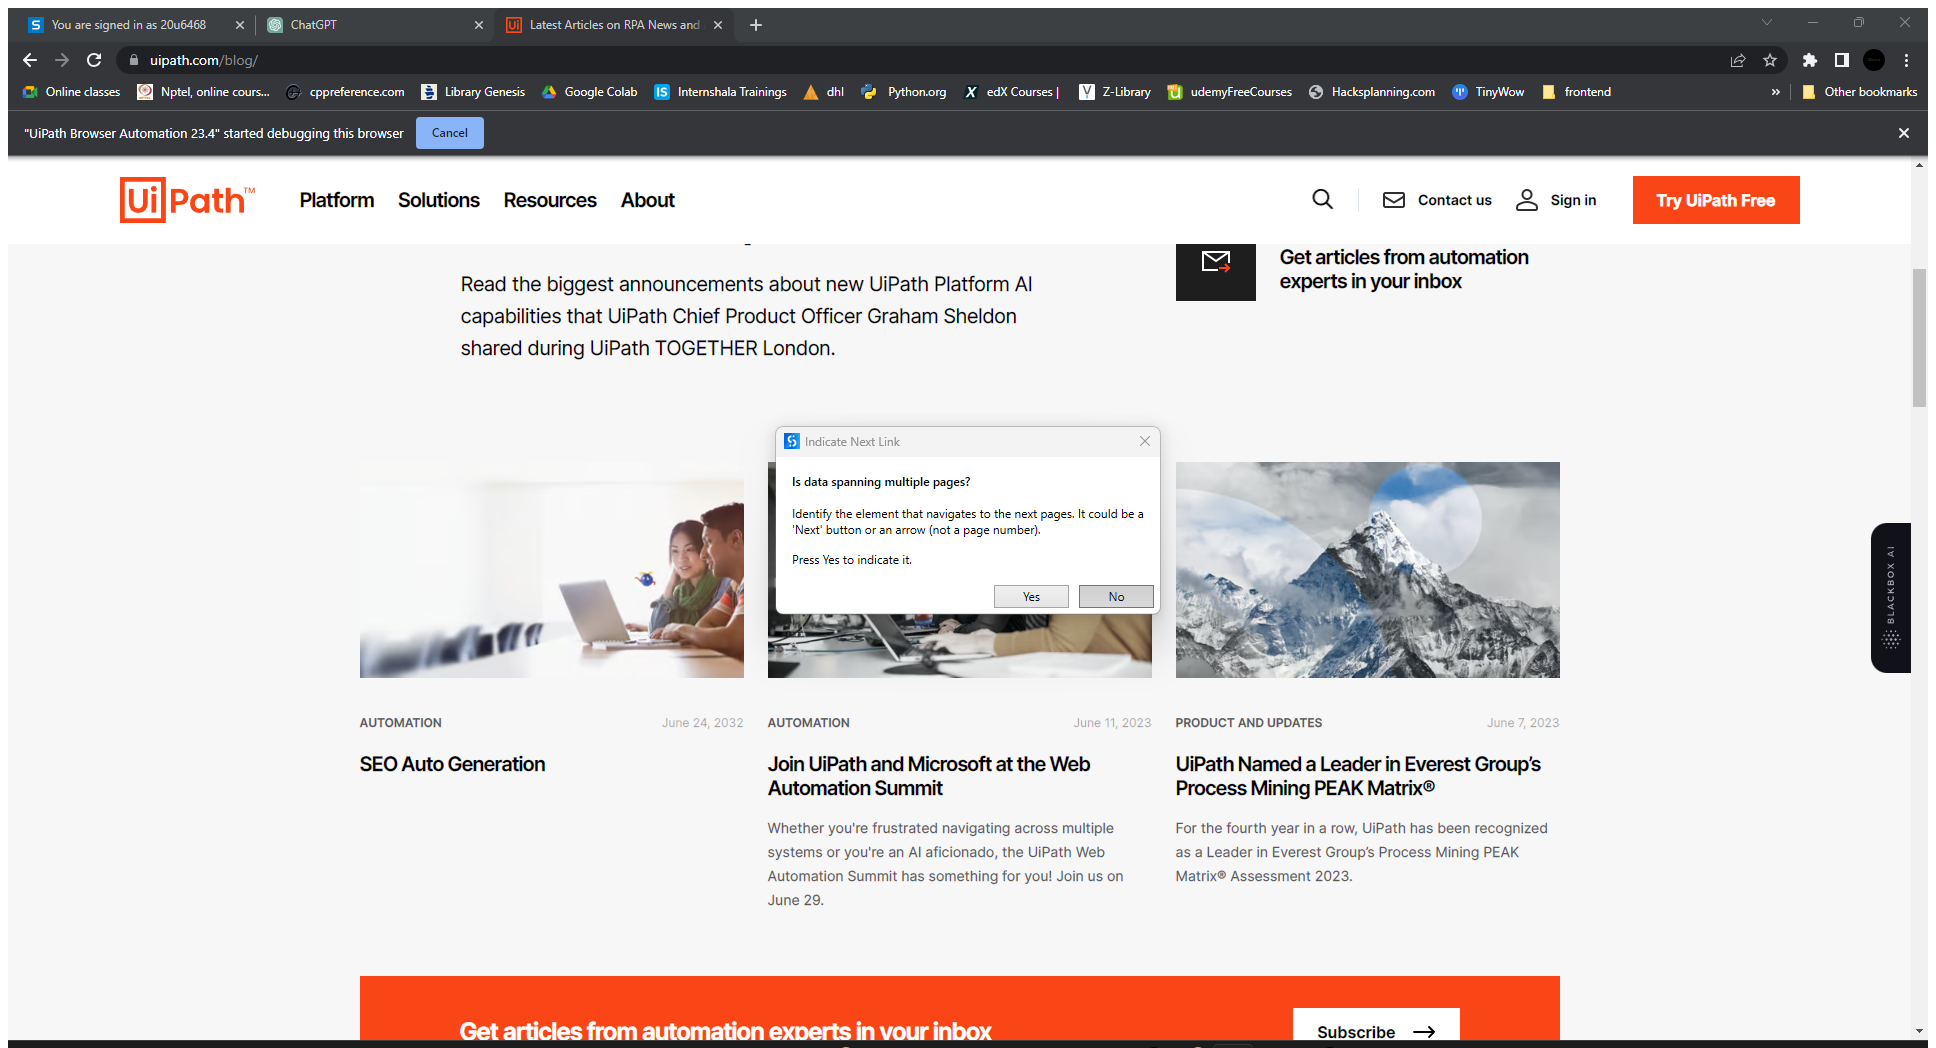 You are signed in as 20u6468
ChatGPT
Latest Articles on RPA News and
uipath.com/blog/
Online classes
Nptel, online cours...
cppreference.com
Library Genesis
Google Colab
Internshala Trainings
dhl
Python.org
edX Courses |
Z-Library
udemyFreeCourses
Hacksplanning.com
TinyWow
frontend
»
Other bookmarks
"UiPath Browser Automation 23.4" started debugging this browser
Cancel
UiPath™
Platform
Solutions
Resources
About
Contact us
Sign in
Try UiPath Free
Read the biggest announcements about new UiPath Platform AI
capabilities that UiPath Chief Product Officer Graham Sheldon
shared during UiPath TOGETHER London.
Get articles from automation
experts in your inbox
Indicate Next Link
Is data spanning multiple pages?
Identify the element that navigates to the next pages. It could be a
'Next' button or an arrow (not a page number).
Press Yes to indicate it.
Yes
No
BLACKBOX AI
AUTOMATION
June 24, 2032
SEO Auto Generation
AUTOMATION
June 11, 2023
Join UiPath and Microsoft at the Web
Automation Summit
Whether you're frustrated navigating across multiple
systems or you're an AI aficionado, the UiPath Web
Automation Summit has something for you! Join us on
June 29.
PRODUCT AND UPDATES
June 7, 2023
UiPath Named a Leader in Everest Group's
Process Mining PEAK Matrix®
For the fourth year in a row, UiPath has been recognized
as a Leader in Everest Group's Process Mining PEAK
Matrix® Assessment 2023.
Get articles from automation experts in your inbox
Subscribe